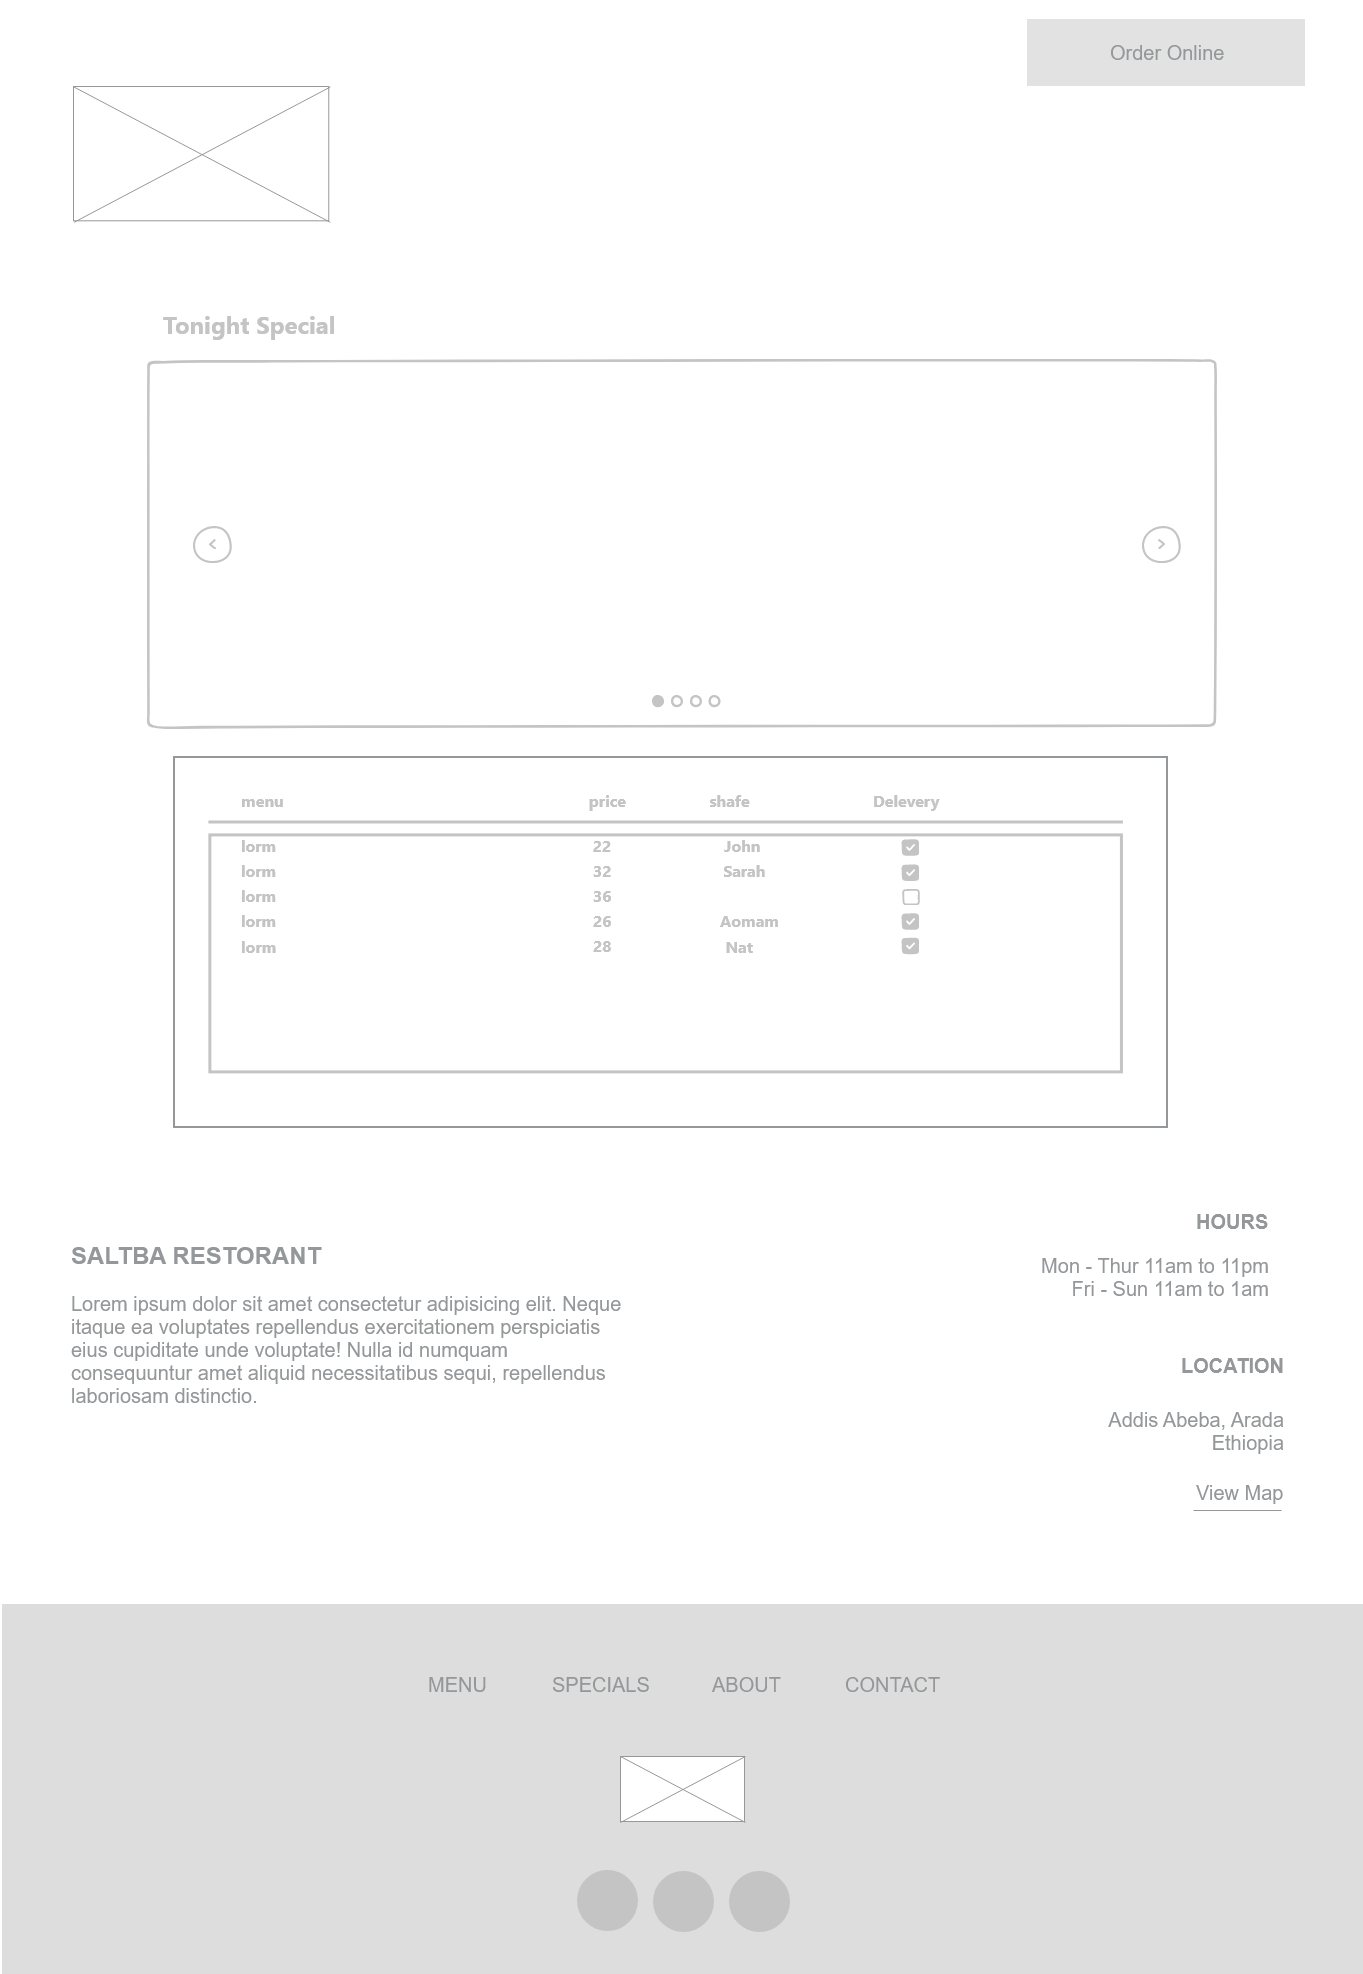 Order Online
Tonight Special
menu price shafe Delevery
lorm 22 John
lorm 32 Sarah
lorm 36
lorm 26 Aomam
lorm 28 Nat
SALTBA RESTORANT
Lorem ipsum dolor sit amet consectetur adipisicing elit. Neque
itaque ea voluptates repellendus exercitationem perspiciatis
eius cupiditate unde voluptate! Nulla id numquam
consequuntur amet aliquid necessitatibus sequi, repellendus
laboriosam distinctio.
HOURS
Mon - Thur 11am to 11pm
Fri - Sun 11am to 1am
LOCATION
Addis Abeba, Arada
Ethiopia
View Map
MENU SPECIALS ABOUT CONTACT